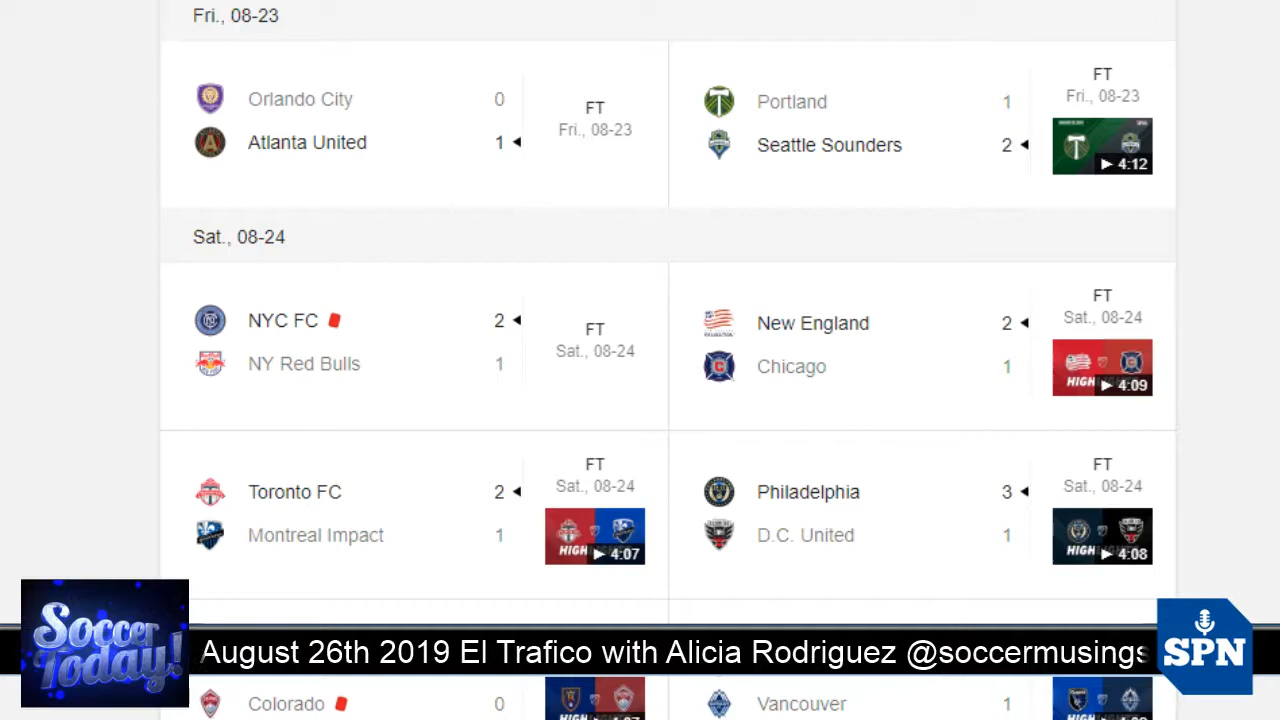 Fri., 08-23
Orlando City 0
Atlanta United 1
FT
Fri., 08-23
Portland 1
Seattle Sounders 2
FT
Fri., 08-23
4:12
Sat., 08-24
NYC FC 2
NY Red Bulls 1
FT
Sat., 08-24
New England 2
Chicago 1
FT
Sat., 08-24
HIGH 4:09
Toronto FC 2
Montreal Impact 1
FT
Sat., 08-24
HIGH 4:07
Philadelphia 3
D.C. United 1
FT
Sat., 08-24
HIGH 4:08
Soccer
Today!
August 26th 2019 El Trafico with Alicia Rodriguez @soccermusings
SPN
Colorado 0
Vancouver 1